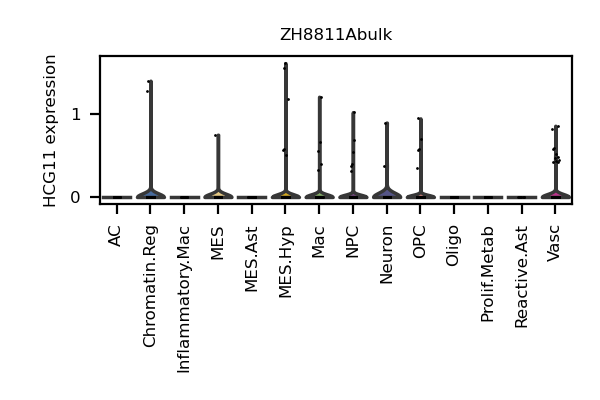 ZH8811Abulk
HCG11 expression
1
0
AC
Chromatin.Reg
Inflammatory.Mac
MES
MES.Ast
MES.Hyp
Mac
NPC
Neuron
OPC
Oligo
Prolif.Metab
Reactive.Ast
Vasc